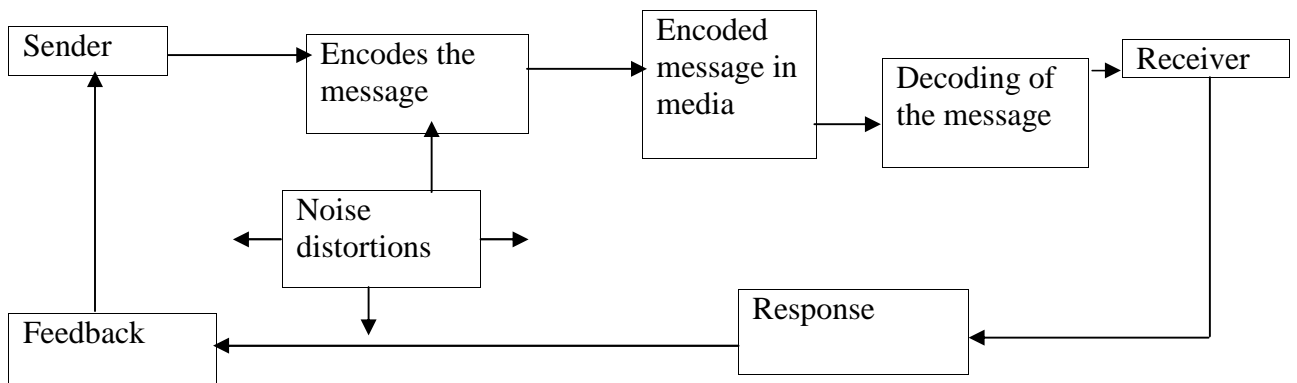 Sender
Encodes the
message
Encoded
message in
media
Decoding of
the message
Receiver
Noise
distortions
Response
Feedback